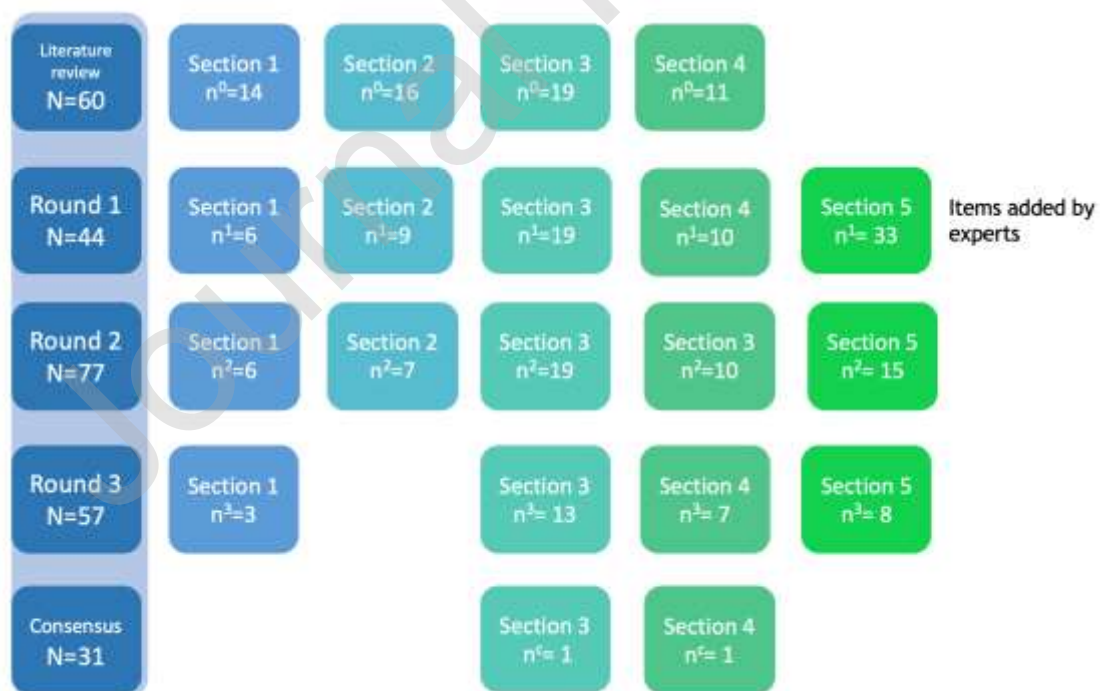 Literature
review
N=60
Section 1
n⁰=14
Section 2
n⁰=16
Section 3
n⁰=19
Section 4
n⁰=11
Round 1
N=44
Section 1
n¹=6
Section 2
n¹=9
Section 3
n¹=19
Section 4
n¹=10
Section 5
n¹= 33
Items added by
experts
Round 2
N=77
Section 1
n²=6
Section 2
n²=7
Section 3
n²=19
Section 3
n²=10
Section 5
n²= 15
Round 3
N=57
Section 1
n³=3
Section 3
n³= 13
Section 4
n³= 7
Section 5
n³= 8
Consensus
N=31
Section 3
nᶜ= 1
Section 4
nᶜ= 1
Journal